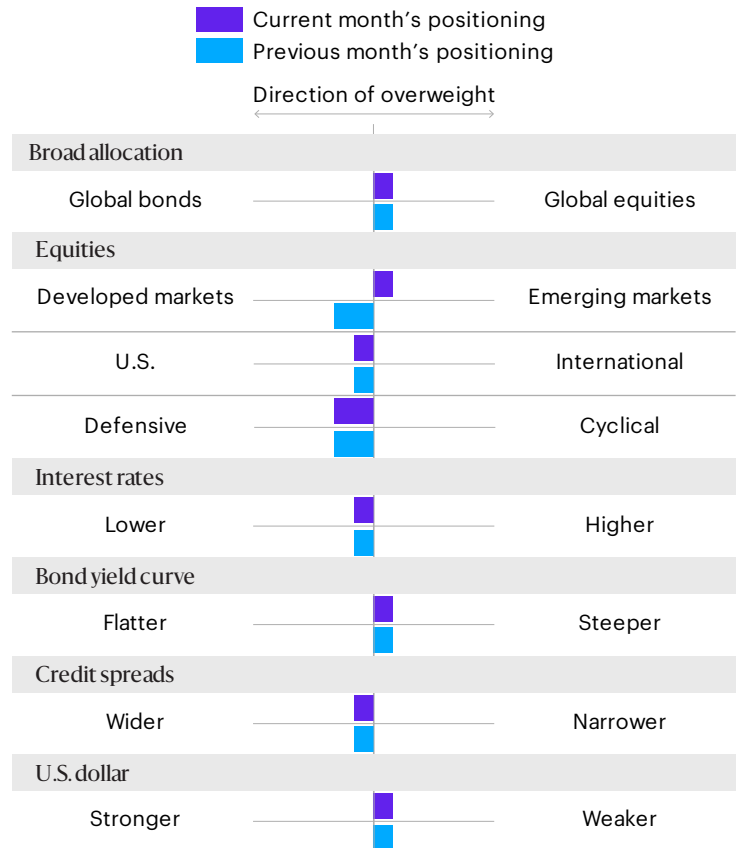 Current month’s positioning
Previous month’s positioning
Direction of overweight
Broad allocation
Global bonds Global equities
Equities
Developed markets Emerging markets
U.S. International
Defensive Cyclical
Interest rates
Lower Higher
Bond yield curve
Flatter Steeper
Credit spreads
Wider Narrower
U.S. dollar
Stronger Weaker